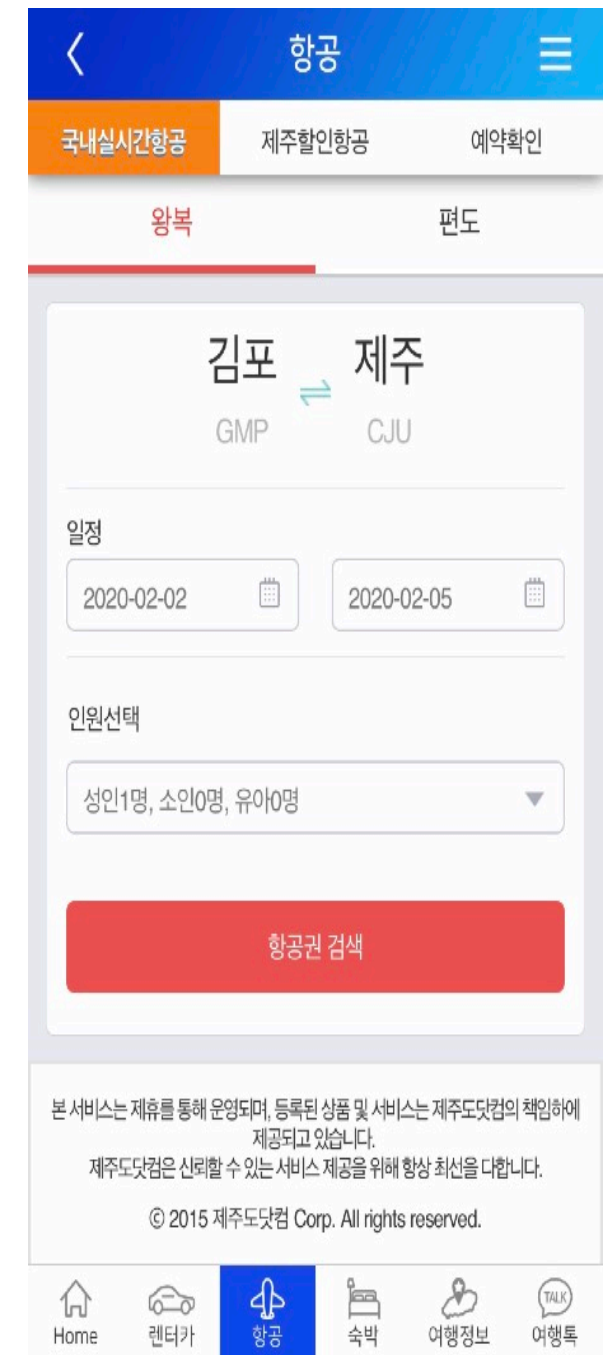 항공
국내실시간항공 제주할인항공 예약확인
왕복 편도
김포 제주
GMP CJU
일정
2020-02-02 2020-02-05
인원선택
성인1명, 소인0명, 유아0명
항공권 검색
본 서비스는 제휴를 통해 운영되며, 등록된 상품 및 서비스는 제주도닷컴의 책임하에
제공되고 있습니다.
제주도닷컴은 신뢰할 수 있는 서비스 제공을 위해 항상 최선을 다합니다.
© 2015 제주도닷컴 Corp. All rights reserved.
TALK
Home 렌터카 항공 숙박 여행정보 여행톡